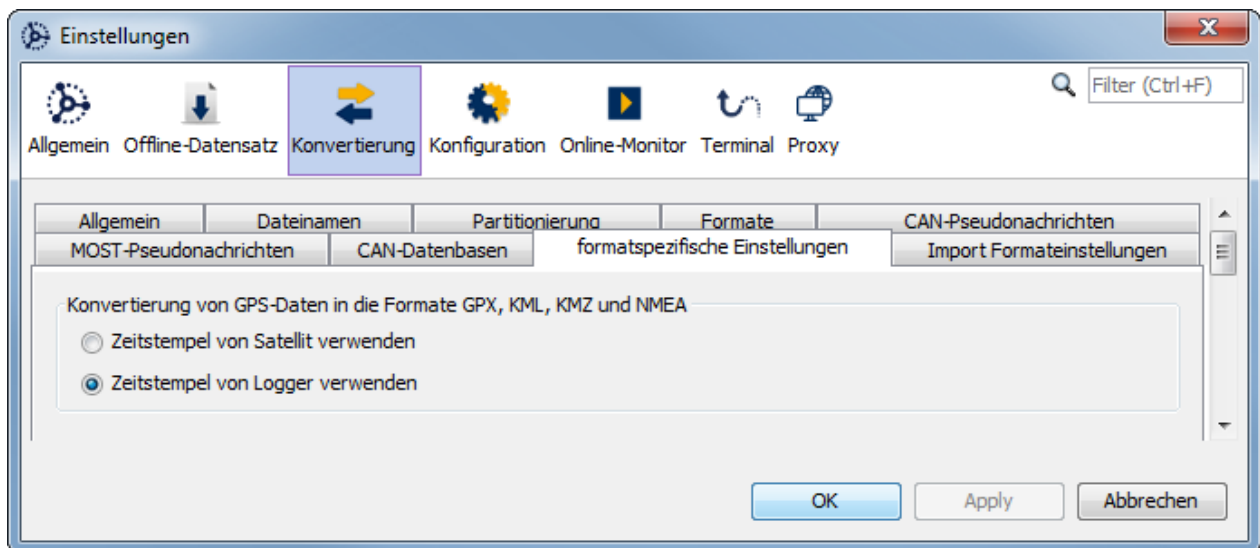 Einstellungen
Filter (Ctrl+F)
Allgemein Offline-Datensatz Konvertierung Konfiguration Online-Monitor Terminal Proxy
Allgemein Dateinamen Partitionierung Formate CAN-Pseudonachrichten
MOST-Pseudonachrichten CAN-Datenbasen formatspezifische Einstellungen Import Formateinstellungen
Konvertierung von GPS-Daten in die Formate GPX, KML, KMZ und NMEA
Zeitstempel von Satellit verwenden
Zeitstempel von Logger verwenden
OK Apply Abbrechen